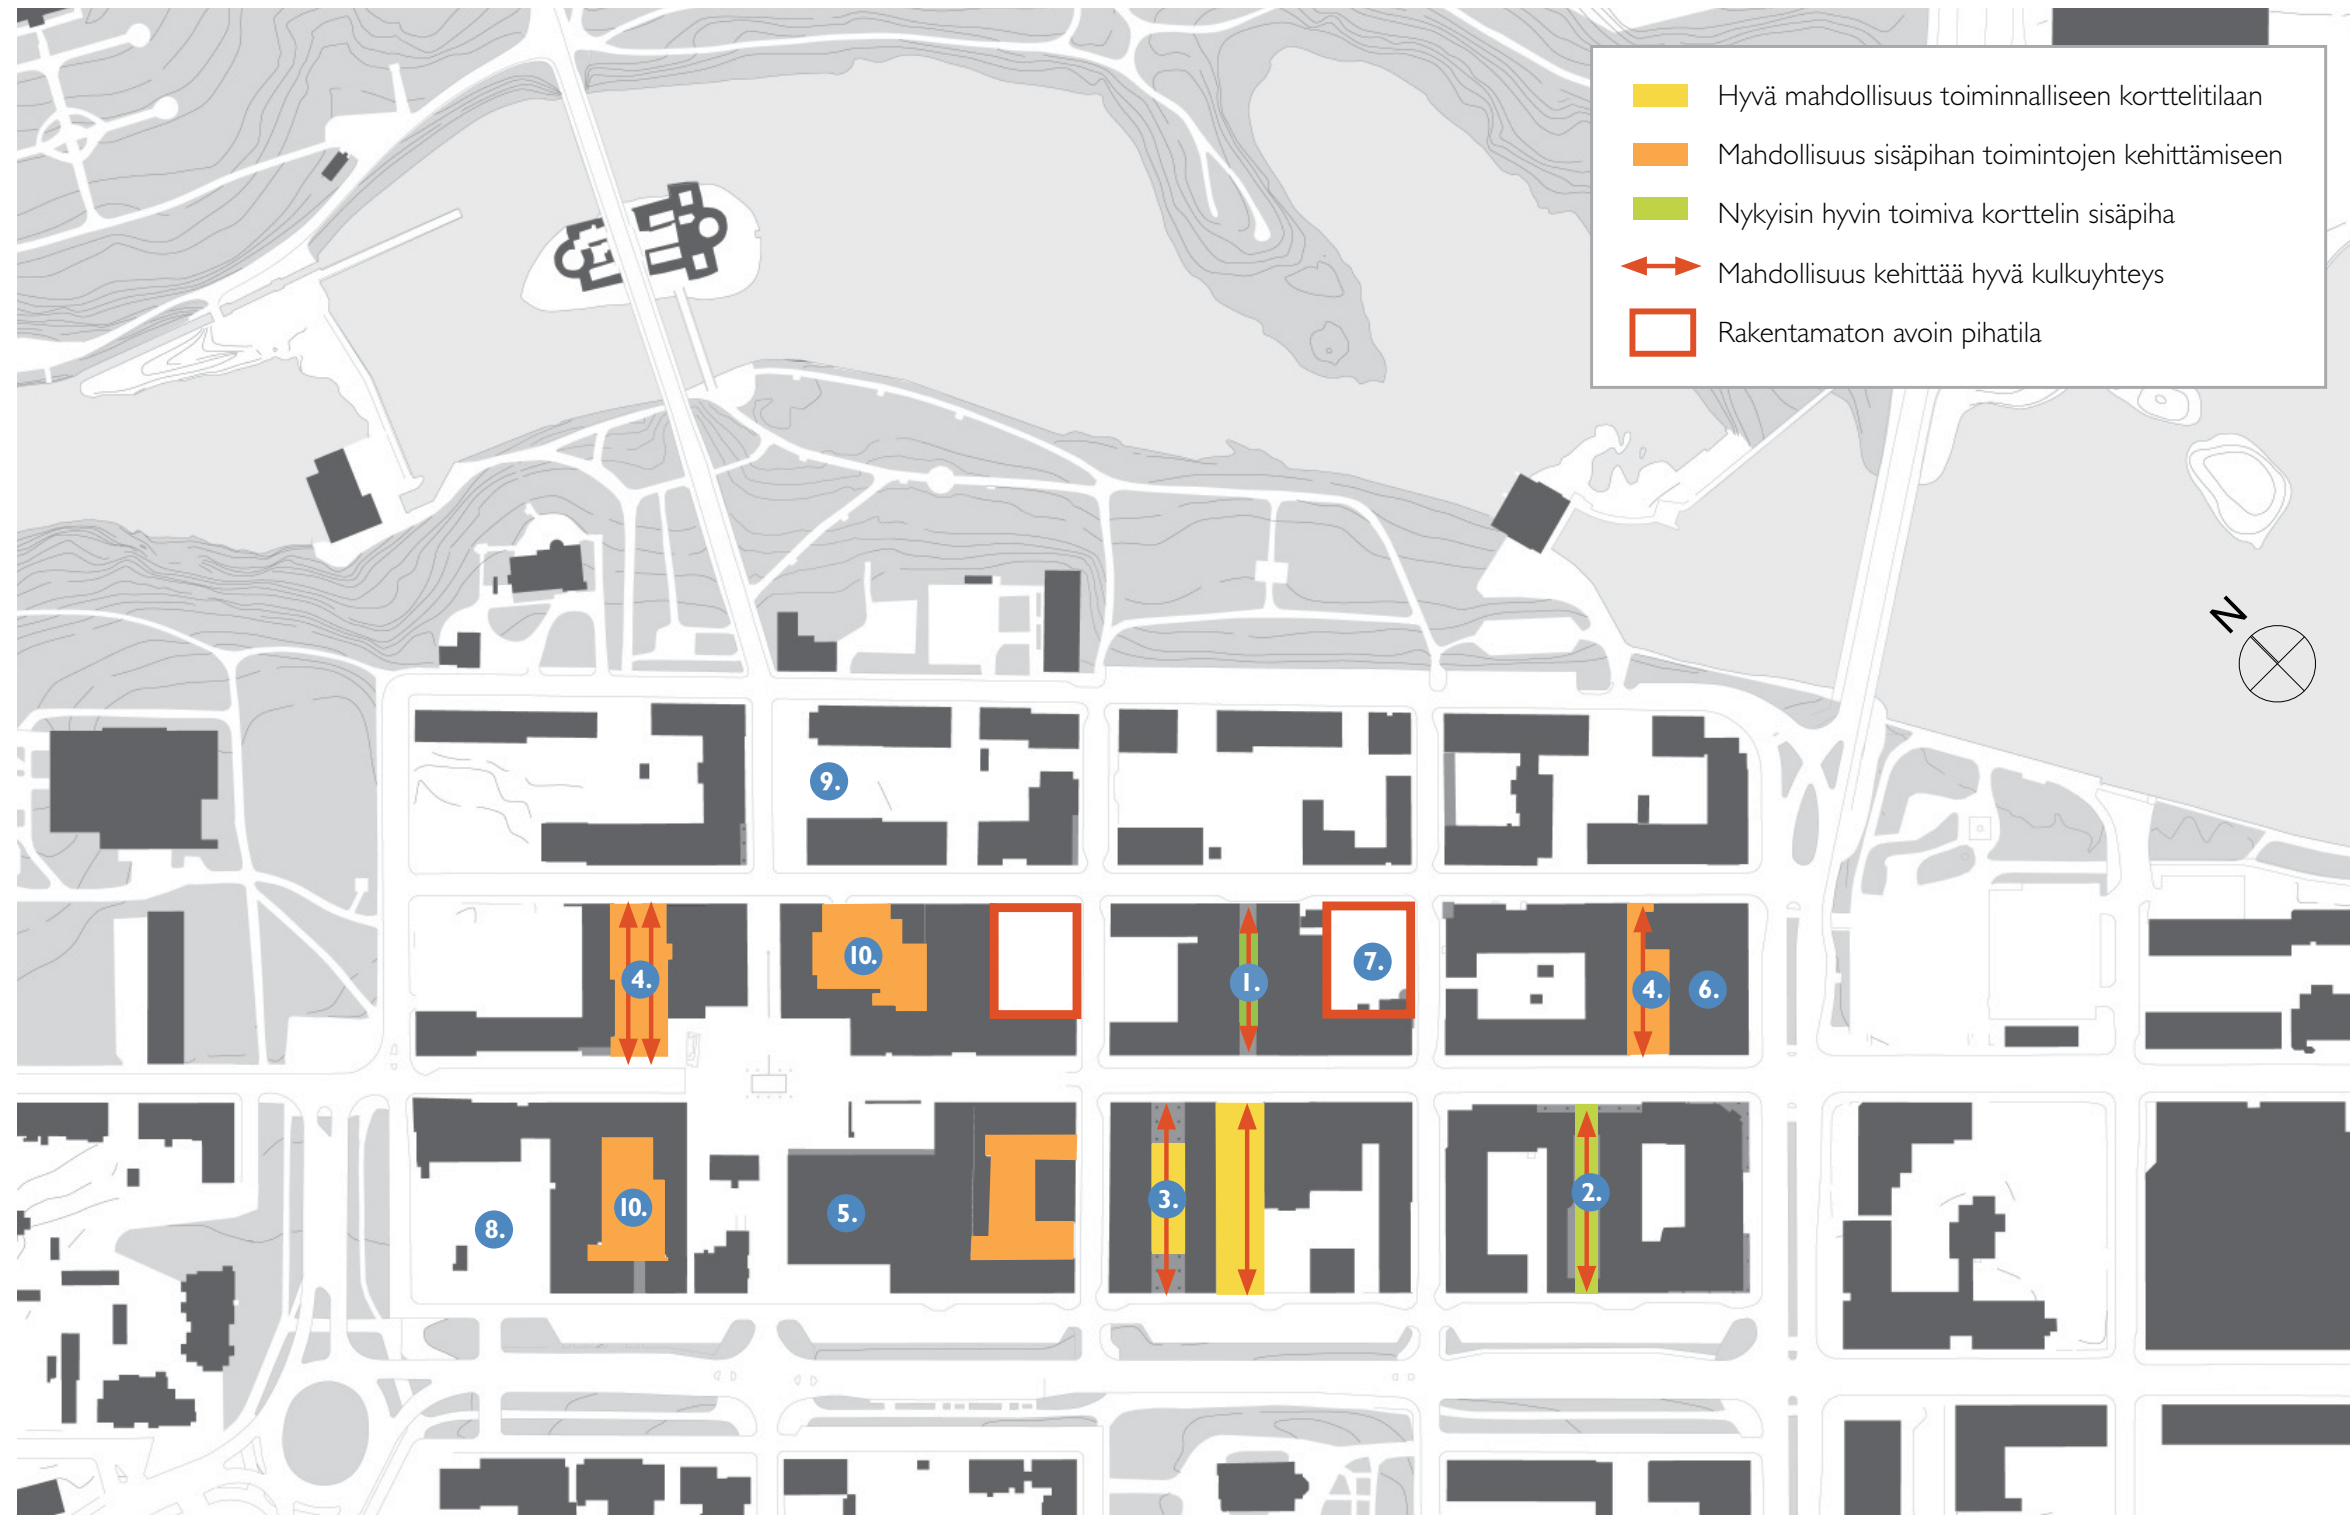 Hyvä mahdollisuus toiminnalliseen korttelitilaan
Mahdollisuus sisäpihan toimintojen kehittämiseen
Nykyisin hyvin toimiva korttelin sisäpiha
Mahdollisuus kehittää hyvä kulkuyhteys
Rakentamaton avoin pihatila
N
9.
4.
10.
1.
7.
4.
6.
8.
10.
5.
3.
2.